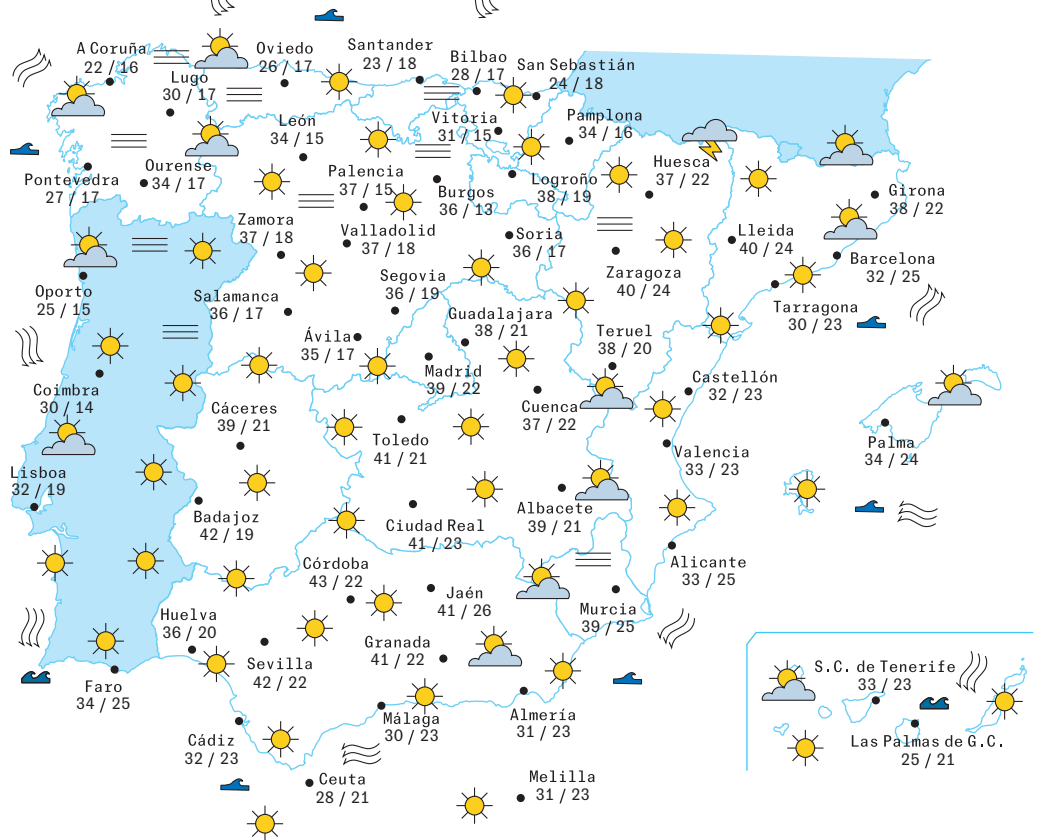 A Coruña
22 / 16
Lugo
30 / 17
Oviedo
26 / 17
Santander
23 / 18
Bilbao
28 / 17
San Sebastián
24 / 18
Vitoria
31 / 15
Pamplona
34 / 16
León
34 / 15
Pontevedra
27 / 17
Ourense
34 / 17
Palencia
37 / 15
Burgos
36 / 13
Logroño
38 / 19
Huesca
37 / 22
Girona
38 / 22
Zamora
37 / 18
Valladolid
37 / 18
Soria
36 / 17
Zaragoza
40 / 24
Lleida
40 / 24
Barcelona
32 / 25
Tarragona
30 / 23
Oporto
25 / 15
Salamanca
36 / 17
Segovia
36 / 19
Guadalajara
38 / 21
Ávila
35 / 17
Madrid
39 / 22
Teruel
38 / 20
Castellón
32 / 23
Coimbra
30 / 14
Cáceres
39 / 21
Toledo
41 / 21
Cuenca
37 / 22
Valencia
33 / 23
Palma
34 / 24
Lisboa
32 / 19
Badajoz
42 / 19
Ciudad Real
41 / 23
Albacete
39 / 21
Alicante
33 / 25
Córdoba
43 / 22
Jaén
41 / 26
Murcia
39 / 25
Huelva
36 / 20
Sevilla
42 / 22
Granada
41 / 22
Faro
34 / 25
Cádiz
32 / 23
Málaga
30 / 23
Almería
31 / 23
Ceuta
28 / 21
Melilla
31 / 23
S.C. de Tenerife
33 / 23
Las Palmas de G.C.
25 / 21